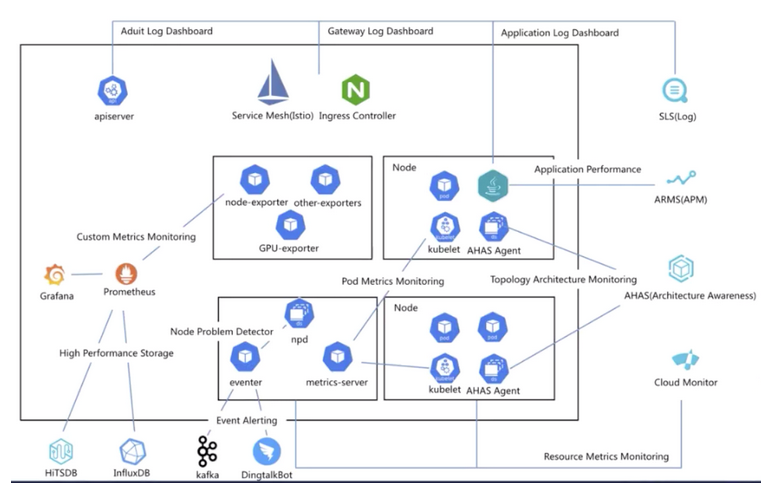 Aduit Log Dashboard
Gateway Log Dashboard
Application Log Dashboard
apiserver
Service Mesh(Istio)
Ingress Controller
SLS(Log)
Node
Application Performance
node-exporter
other-exporters
pod
ARMS(APM)
GPU-exporter
kubelet
AHAS Agent
Custom Metrics Monitoring
Grafana
Prometheus
Pod Metrics Monitoring
Topology Architecture Monitoring
AHAS(Architecture Awareness)
Node Problem Detector
npd
Node
pod
pod
High Performance Storage
eventer
metrics-server
kubelet
AHAS Agent
Cloud Monitor
Event Alerting
HiTSDB
InfluxDB
kafka
DingtalkBot
Resource Metrics Monitoring